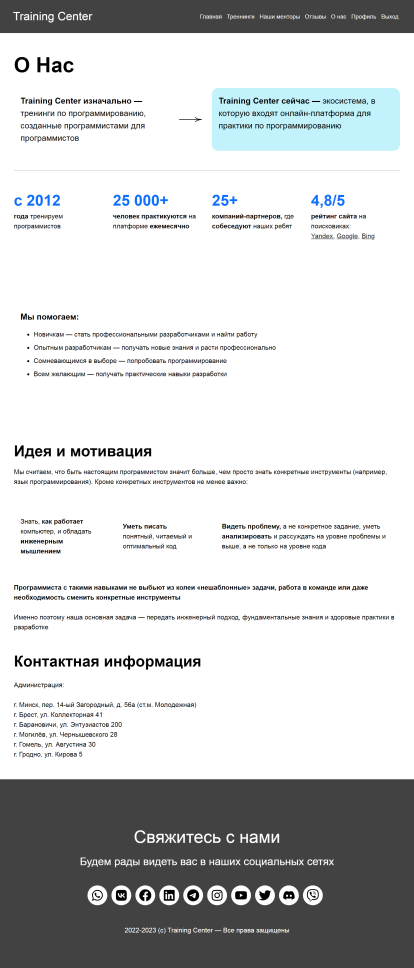 Training Center
Главная Тренинги Наши менторы Отзывы О нас Профиль Выход
О Нас
Training Center изначально —
тренинги по программированию,
созданные программистами для
программистов
Training Center сейчас — экосистема, в
которую входят онлайн-платформа для
практики по программированию
с 2012
года тренируем
программистов
25 000+
человек практикуются на
платформе ежемесячно
25+
компаний-партнеров, где
собеседуют наших ребят
4,8/5
рейтинг сайта на
поисковиках:
Yandex, Google, Bing
Мы помогаем:
• Новичкам — стать профессиональными разработчиками и найти работу
• Опытным разработчикам — получать новые знания и расти профессионально
• Сомневающимся в выборе — попробовать программирование
• Всем желающим — получать практические навыки разработки
Идея и мотивация
Мы считаем, что быть настоящим программистом значит больше, чем просто знать конкретные инструменты (например,
язык программирования). Кроме конкретных инструментов не менее важно:
Знать, как работает
компьютер, и обладать
инженерным
мышлением
Уметь писать
понятный, читаемый и
оптимальный код
Видеть проблему, а не конкретное задание, уметь
анализировать и рассуждать на уровне проблемы и
выше, а не только на уровне кода
Программиста с такими навыками не выбьют из колеи «нешаблонные» задачи, работа в команде или даже
необходимость сменить конкретные инструменты
Именно поэтому наша основная задача — передать инженерный подход, фундаментальные знания и здоровые практики в
разработке
Контактная информация
Администрация:
г. Минск, пер. 14-ый Загородный, д. 56а (ст.м. Молодежная)
г. Брест, ул. Коллекторная 41
г. Барановичи, ул. Энтузиастов 200
г. Могилёв, ул. Чернышевского 28
г. Гомель, ул. Августина 30
г. Гродно, ул. Кирова 5
Свяжитесь с нами
Будем рады видеть вас в наших социальных сетях
2022-2023 (c) Training Center — Все права защищены